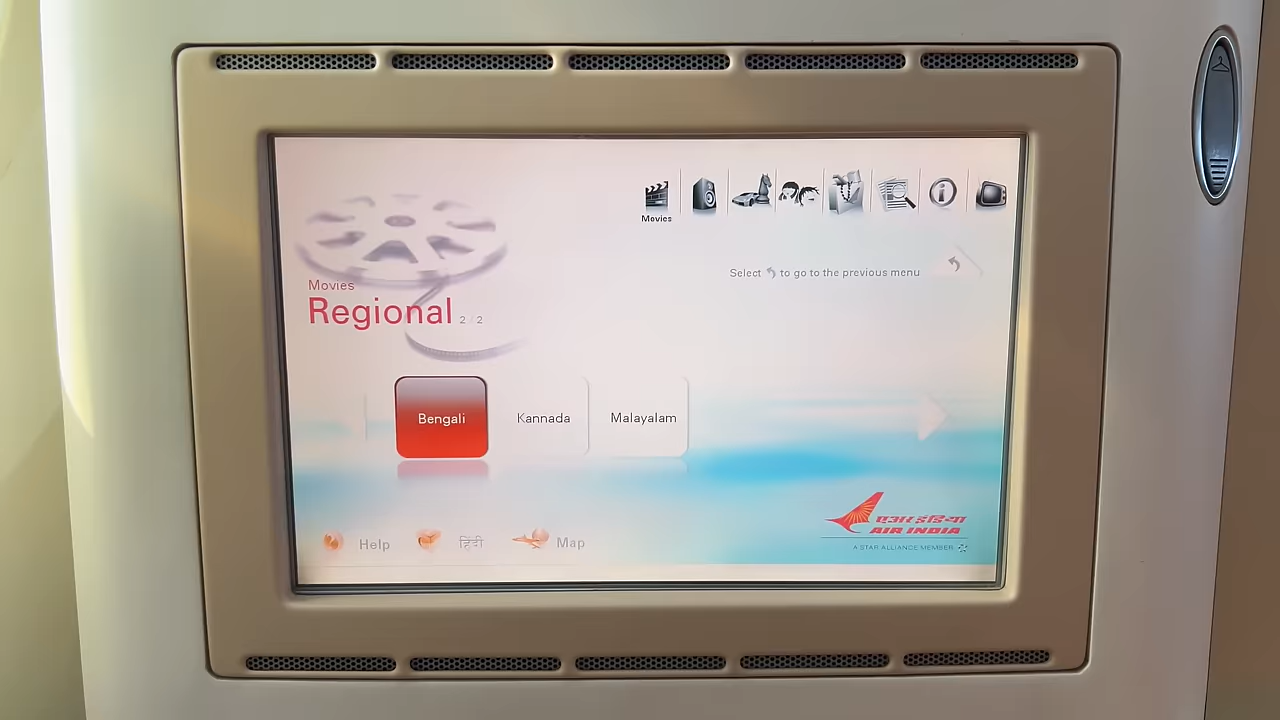 Movies
Select to go to the previous menu
Movies
Regional 2 / 2
Bengali
Kannada
Malayalam
एअर इंडिया
AIR INDIA
A STAR ALLIANCE MEMBER
Help
हिंदी
Map